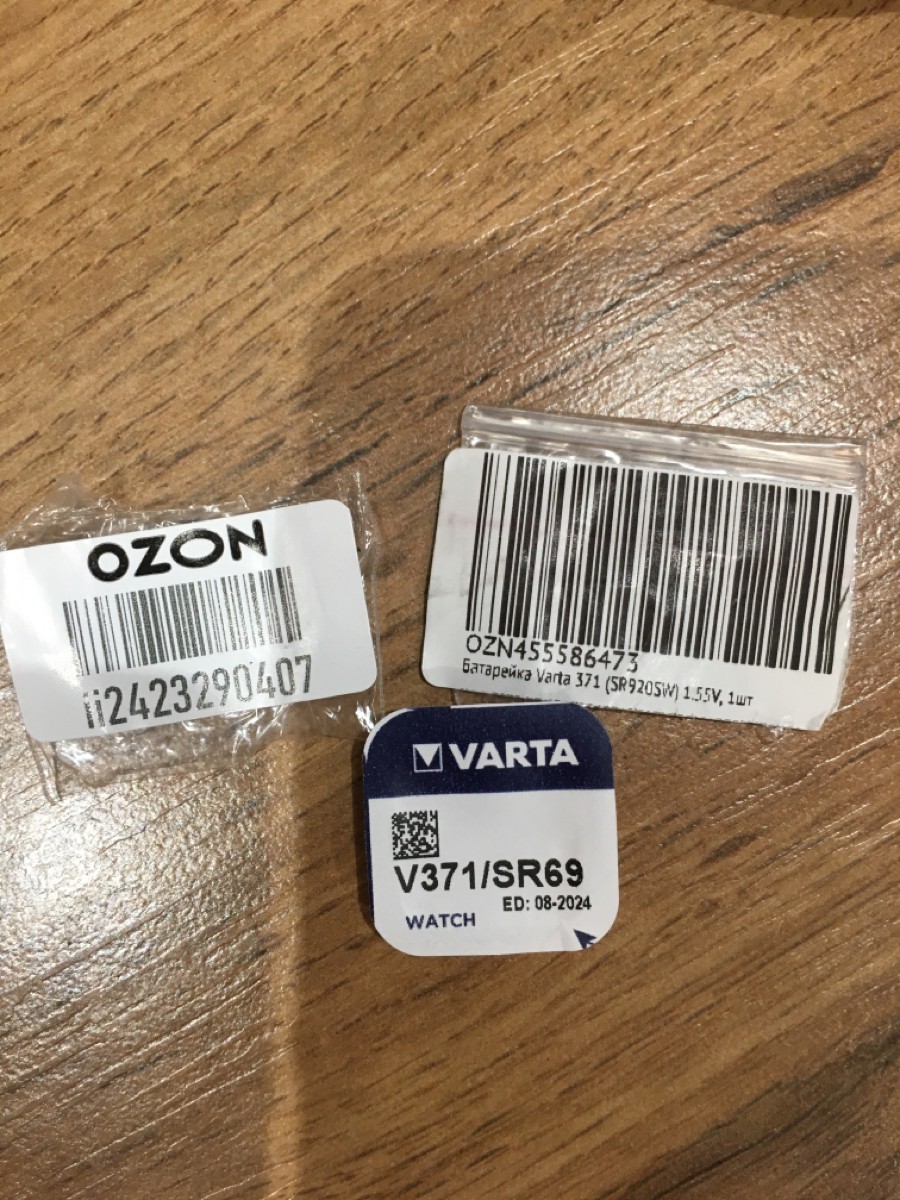 OZON
ii2423290407
OZN455586473
Батарейка Varta 371 (SR920SW) 1.55V, 1шт
VARTA
V371/SR69
ED: 08-2024
WATCH